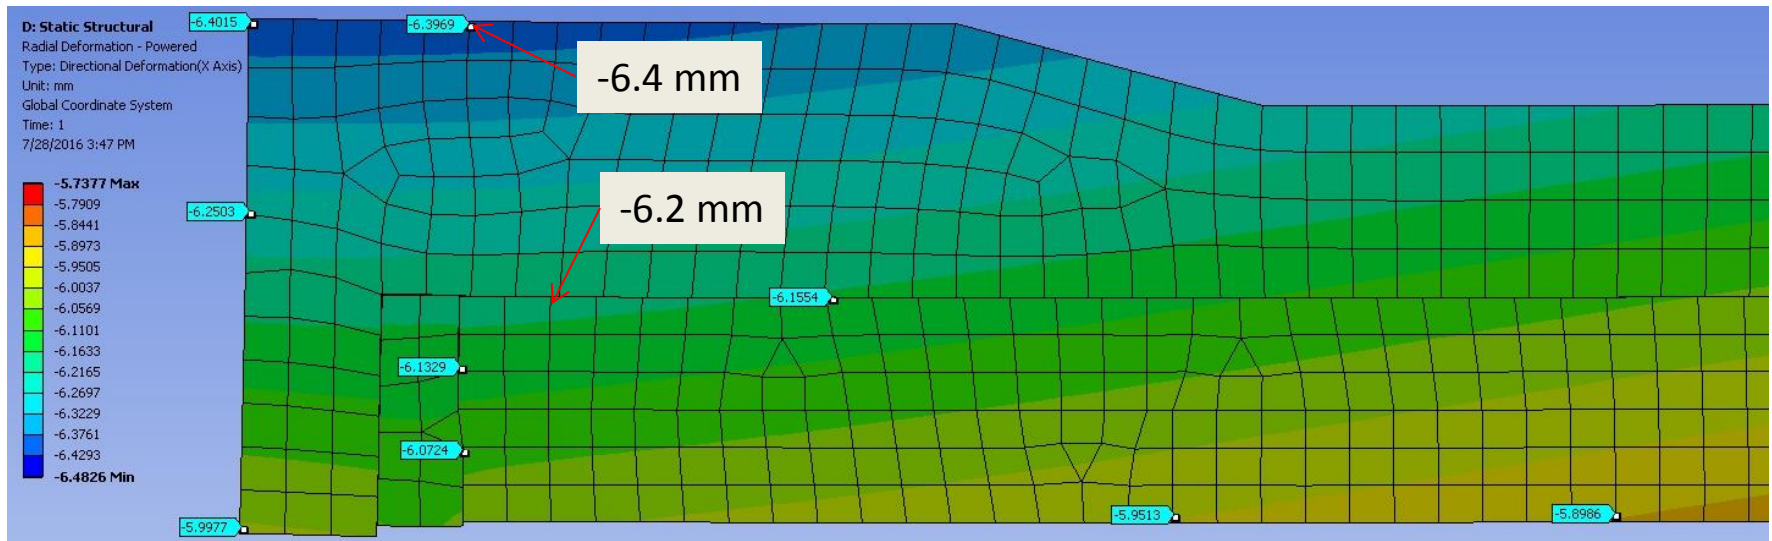 D: Static Structural
Radial Deformation - Powered
Type: Directional Deformation(X Axis)
Unit: mm
Global Coordinate System
Time: 1
7/28/2016 3:47 PM
-5.7377 Max
-5.7909
-5.8441
-5.8973
-5.9505
-6.0037
-6.0569
-6.1101
-6.1633
-6.2165
-6.2697
-6.3229
-6.3761
-6.4293
-6.4826 Min
-6.4015
-6.3969
-6.4 mm
-6.2503
-6.2 mm
-6.1554
-6.1329
-6.0724
-5.9977
-5.9513
-5.8986